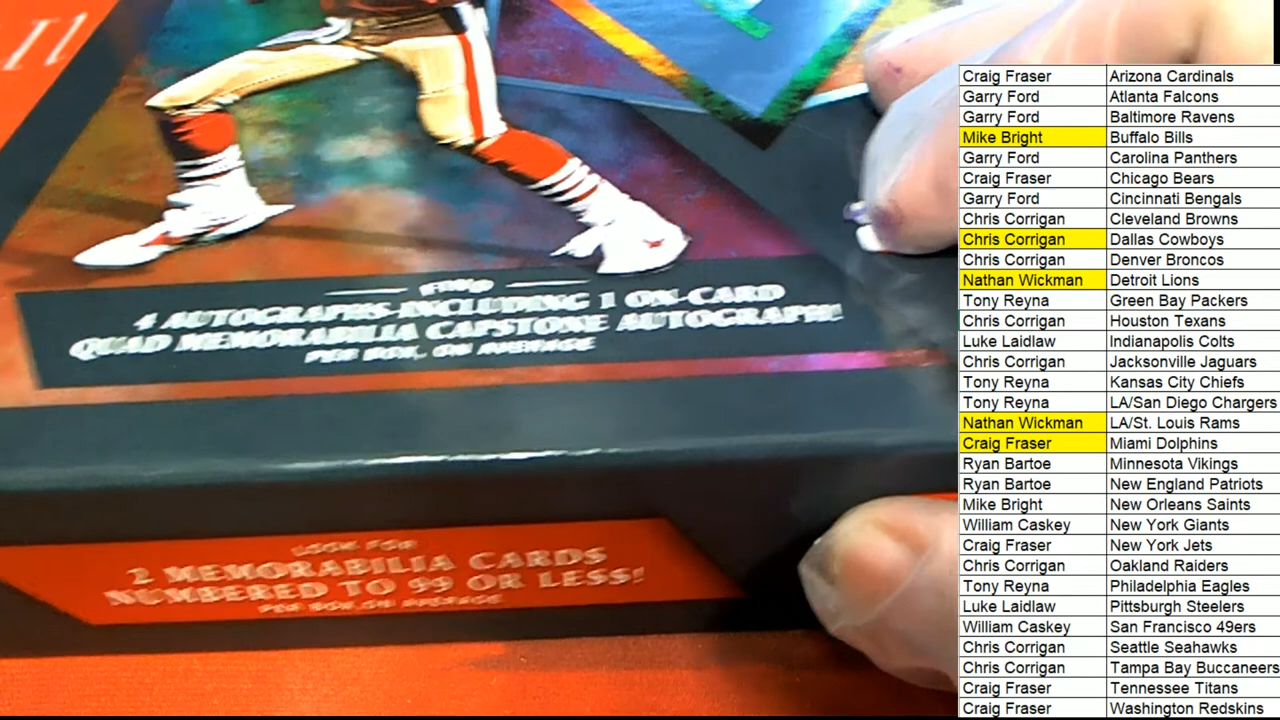 11
FIND
4 AUTOGRAPHS-INCLUDING 1 ON-CARD
QUAD MEMORABILIA CAPSTONE AUTOGRAPH!
PER BOX, ON AVERAGE
LOOK FOR
2 MEMORABILIA CARDS
NUMBERED TO 99 OR LESS!
PER BOX, ON AVERAGE
Craig Fraser Arizona Cardinals
Garry Ford Atlanta Falcons
Garry Ford Baltimore Ravens
Mike Bright Buffalo Bills
Garry Ford Carolina Panthers
Craig Fraser Chicago Bears
Garry Ford Cincinnati Bengals
Chris Corrigan Cleveland Browns
Chris Corrigan Dallas Cowboys
Chris Corrigan Denver Broncos
Nathan Wickman Detroit Lions
Tony Reyna Green Bay Packers
Chris Corrigan Houston Texans
Luke Laidlaw Indianapolis Colts
Chris Corrigan Jacksonville Jaguars
Tony Reyna Kansas City Chiefs
Tony Reyna LA/San Diego Chargers
Nathan Wickman LA/St. Louis Rams
Craig Fraser Miami Dolphins
Ryan Bartoe Minnesota Vikings
Ryan Bartoe New England Patriots
Mike Bright New Orleans Saints
William Caskey New York Giants
Craig Fraser New York Jets
Chris Corrigan Oakland Raiders
Tony Reyna Philadelphia Eagles
Luke Laidlaw Pittsburgh Steelers
William Caskey San Francisco 49ers
Chris Corrigan Seattle Seahawks
Chris Corrigan Tampa Bay Buccaneers
Craig Fraser Tennessee Titans
Craig Fraser Washington Redskins